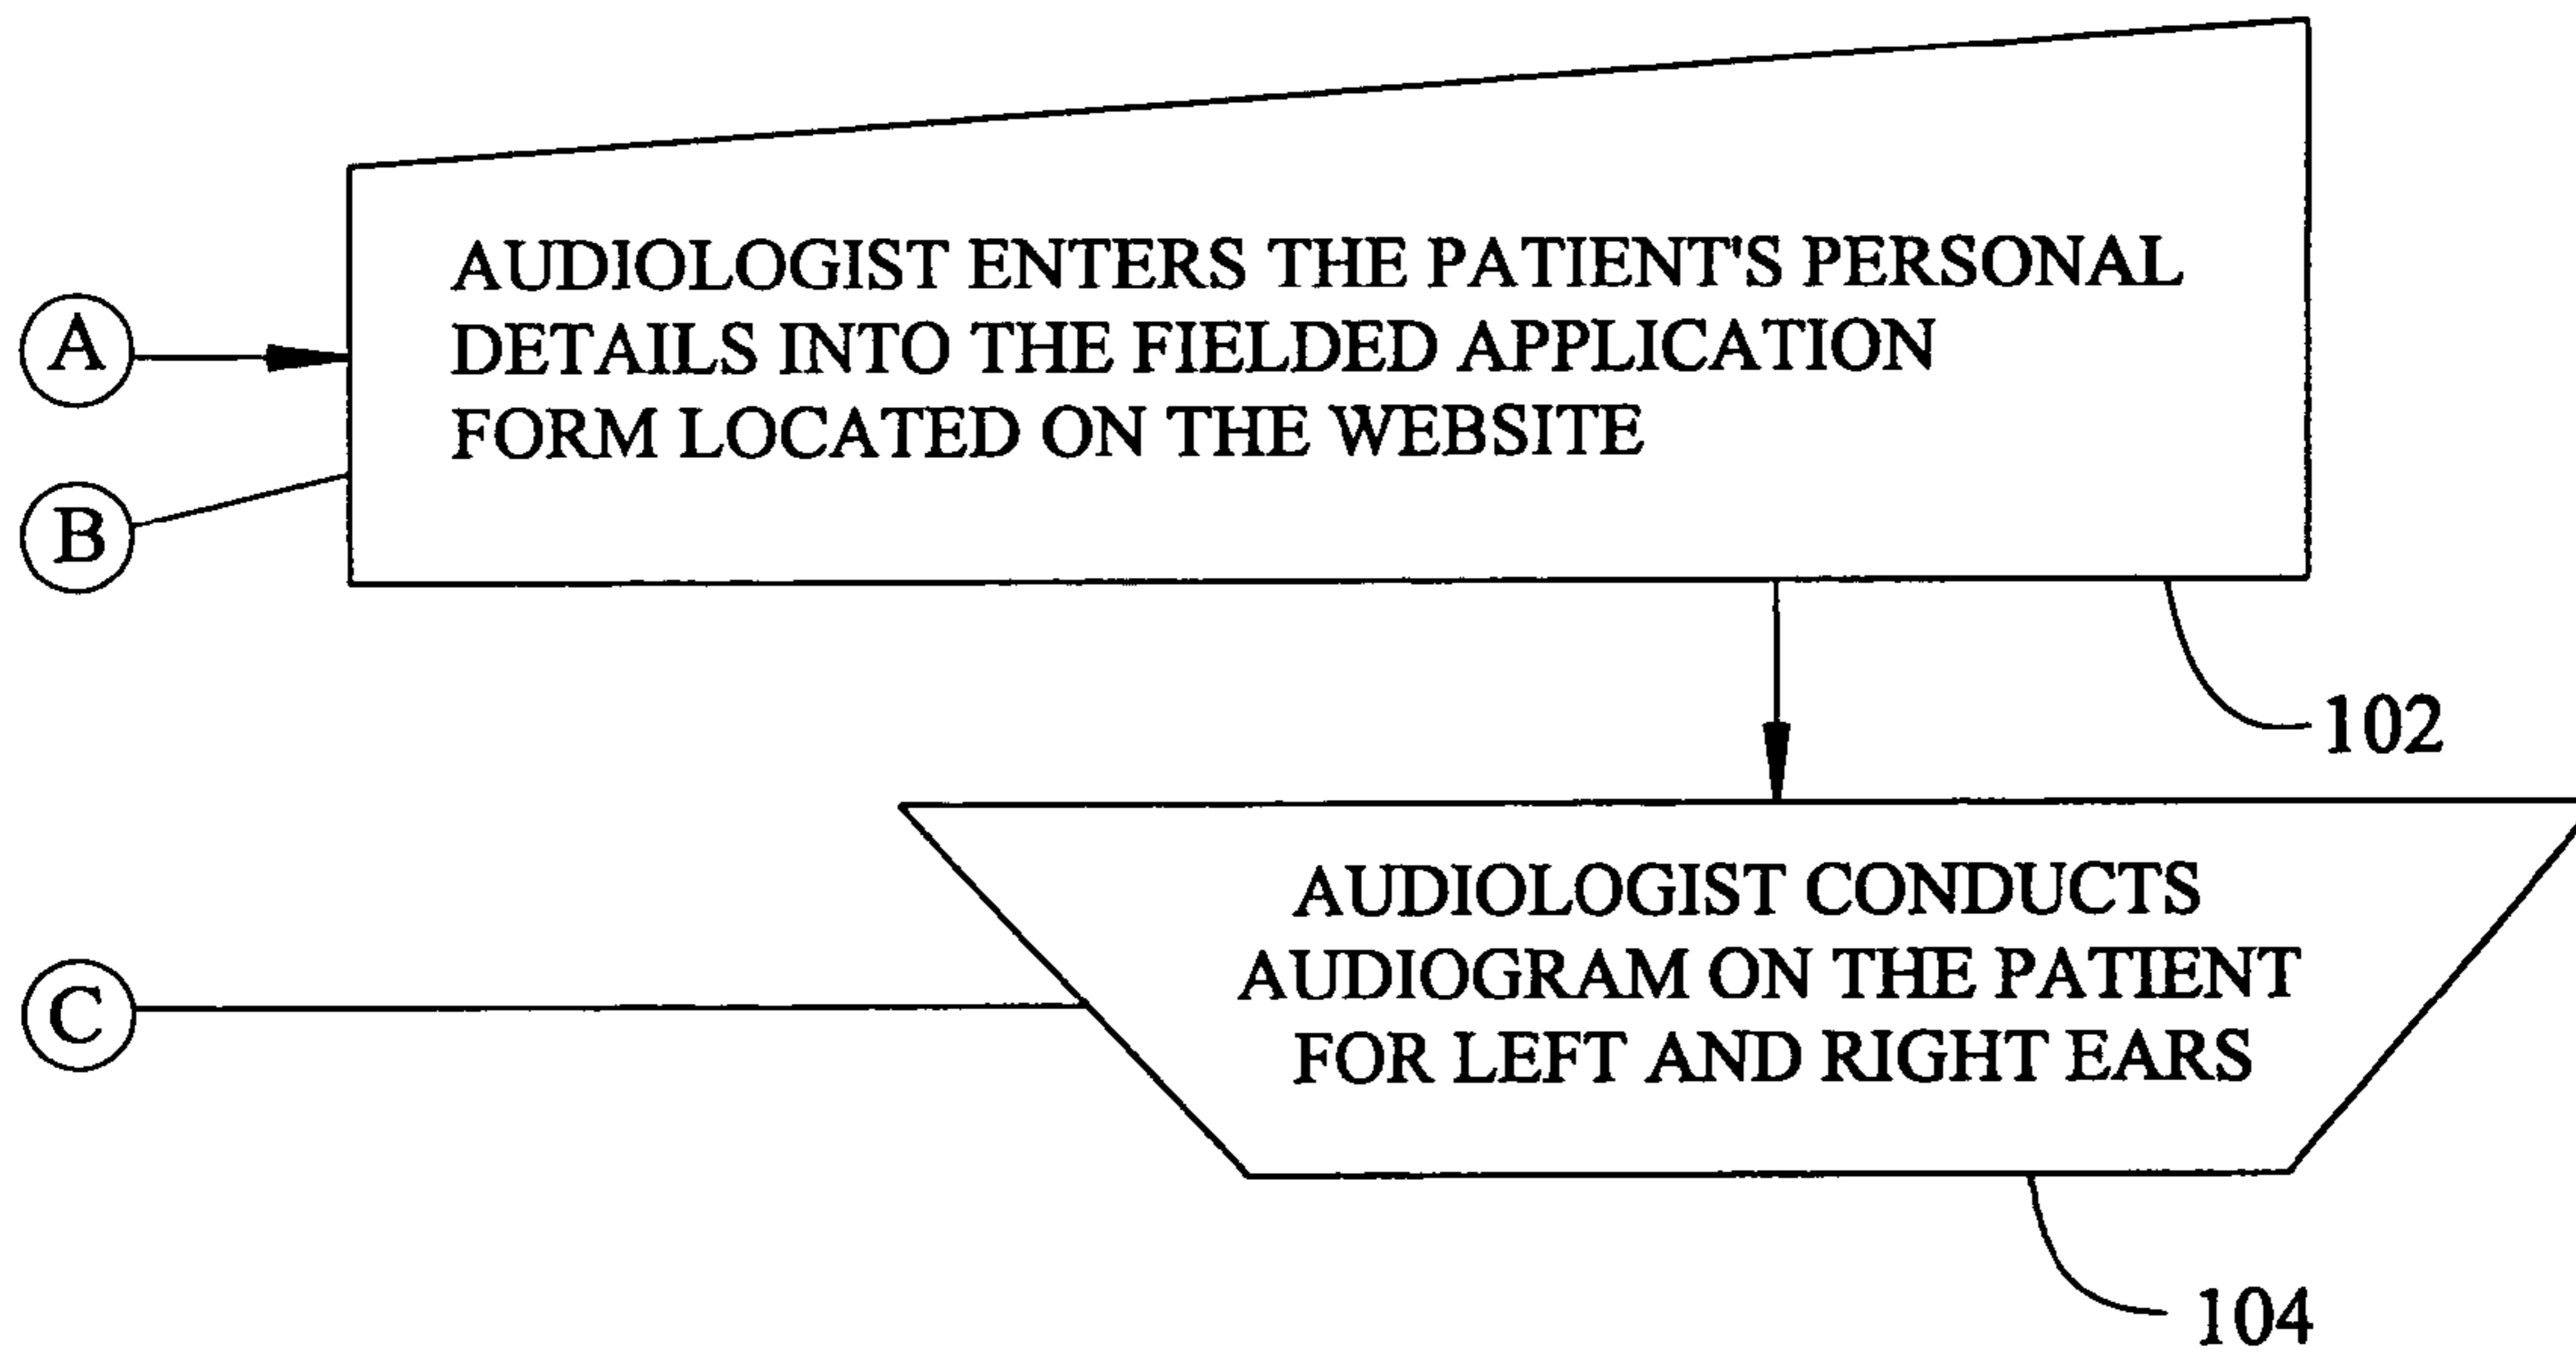 AUDIOLOGIST ENTERS THE PATIENT'S PERSONAL
DETAILS INTO THE FIELDED APPLICATION
FORM LOCATED ON THE WEBSITE
A
B
102
AUDIOLOGIST CONDUCTS
AUDIOGRAM ON THE PATIENT
FOR LEFT AND RIGHT EARS
C
104